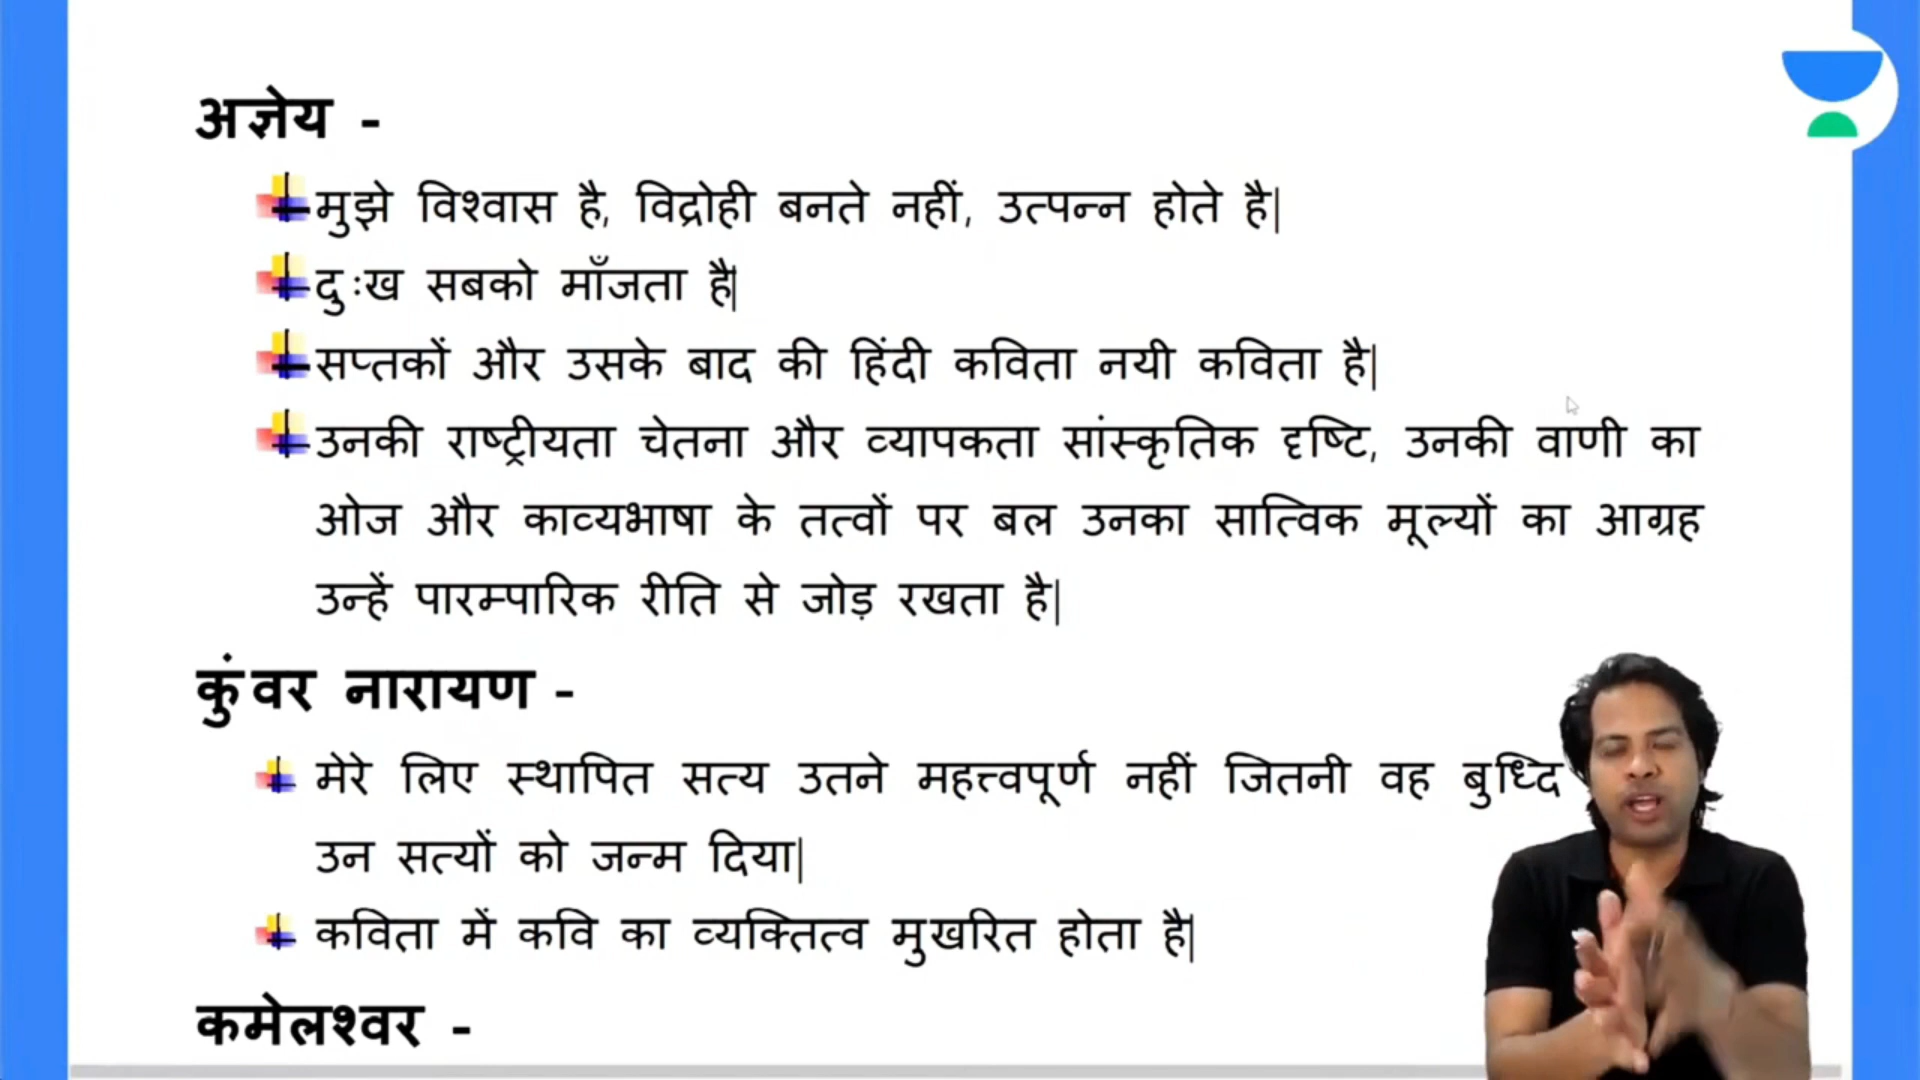 अज्ञेय -
मुझे विश्वास है, विद्रोही बनते नहीं, उत्पन्न होते है|
दुःख सबको माँजता है|
सप्तकों और उसके बाद की हिंदी कविता नयी कविता है|
उनकी राष्ट्रीयता चेतना और व्यापकता सांस्कृतिक दृष्टि, उनकी वाणी का
ओज और काव्यभाषा के तत्वों पर बल उनका सात्विक मूल्यों का आग्रह
उन्हें पारम्पारिक रीति से जोड़ रखता है|
कुंवर नारायण -
मेरे लिए स्थापित सत्य उतने महत्त्वपूर्ण नहीं जितनी वह बुध्दि
उन सत्यों को जन्म दिया|
कविता में कवि का व्यक्तित्व मुखरित होता है|
कमेलश्वर -